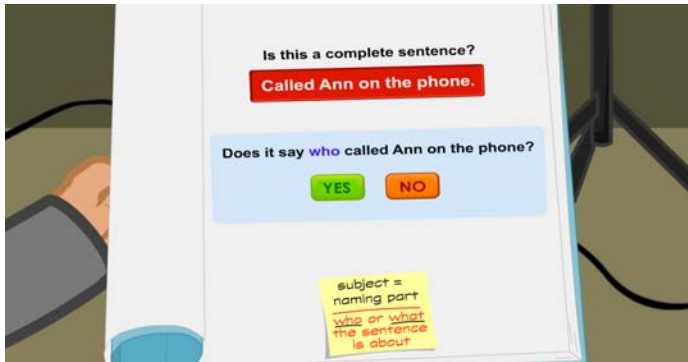 Is this a complete sentence?
Called Ann on the phone.
Does it say who called Ann on the phone?
YES NO
subject =
naming part
who or what
the sentence
is about